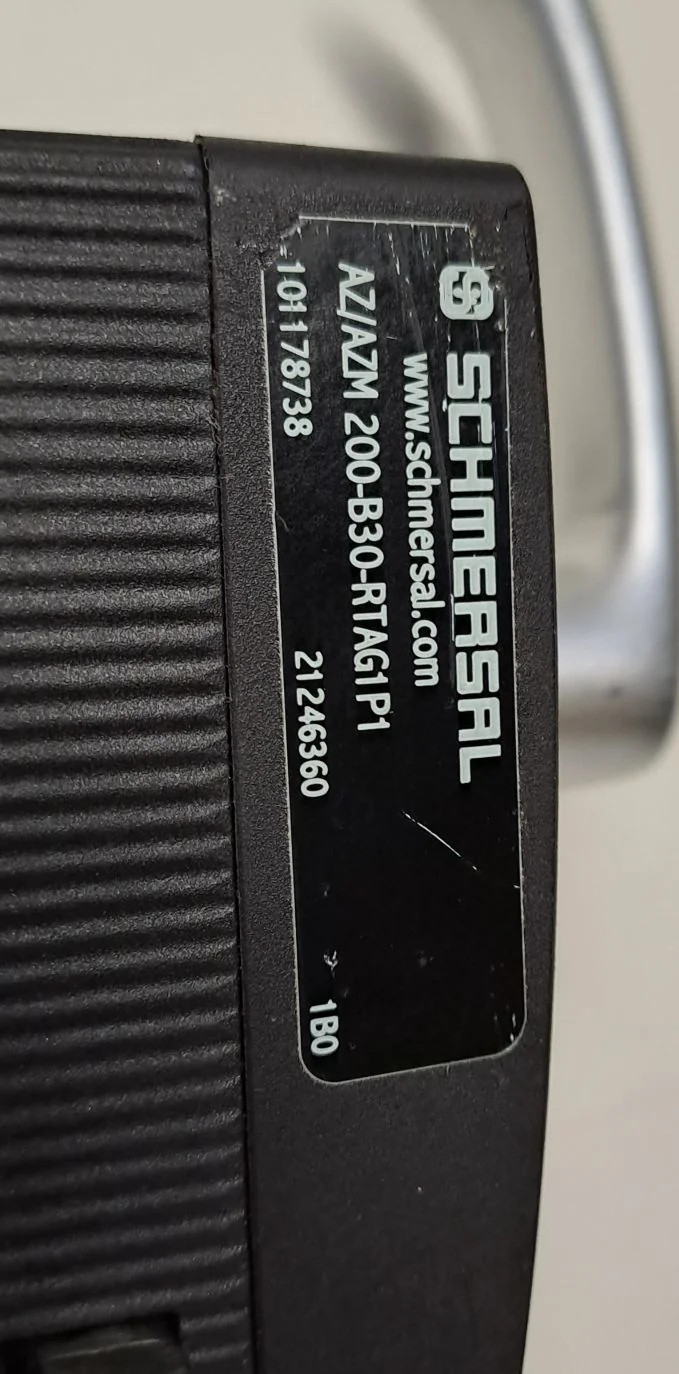 SCHMERSAL
www.schmersal.com
AZ/AZM 200-B30-RTAG1P1
101178738 21246360 1B0